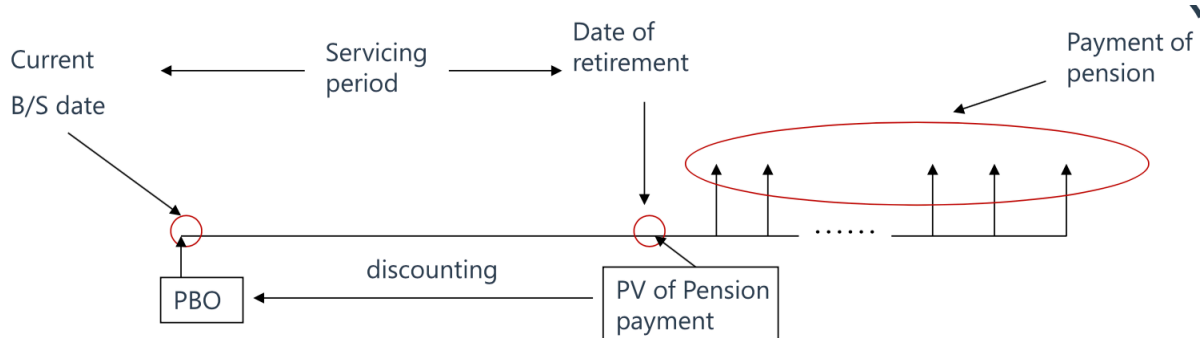 Current
B/S date
Servicing
period
Date of
retirement
Payment of
pension
......
discounting
PBO
PV of Pension
payment